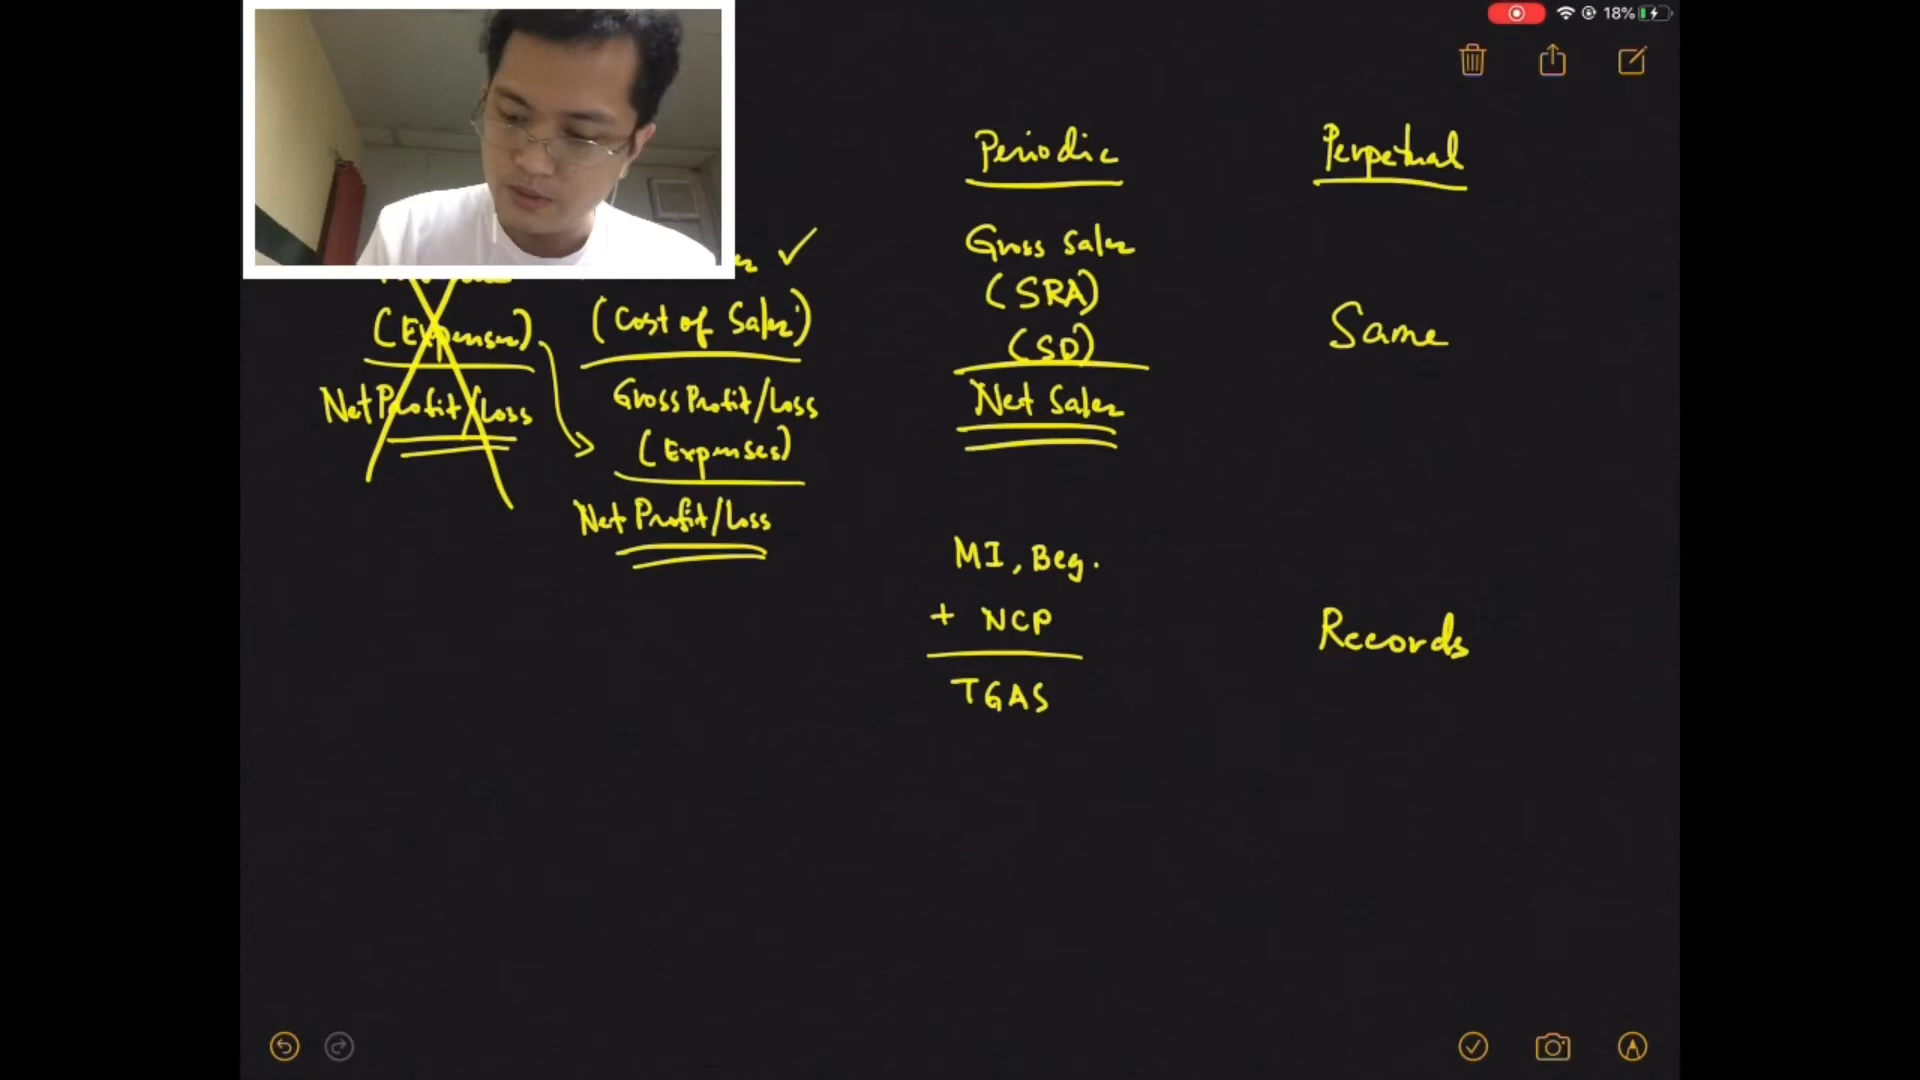 18%
Periodic
Perpetual
✓
(Expenses)
(Cost of Sales)
Net Profit/Loss
Gross Profit/Loss
(Expenses)
Net Profit/Loss
Gross Sales
(SRA)
(SD)
Net Sales
Same
MI, Beg.
+ NCP
TGAS
Records